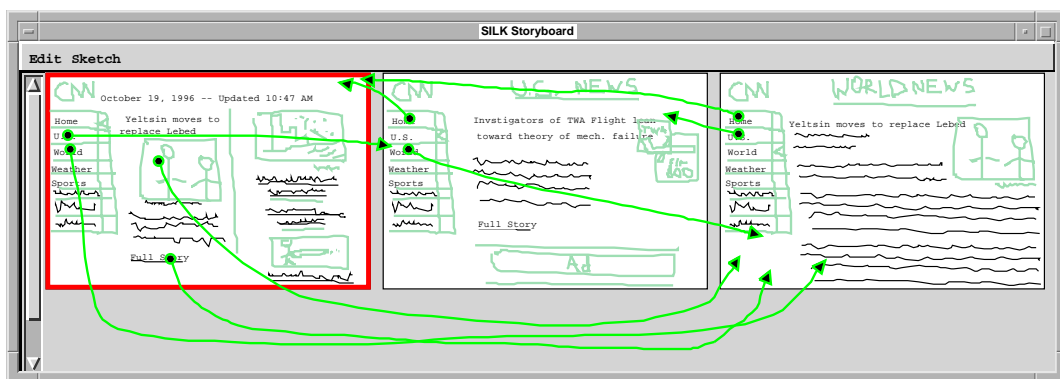 SILK Storyboard
Edit Sketch
CNN
October 19, 1996 -- Updated 10:47 AM
Home
U.S.
World
Weather
Sports
Yeltsin moves to
replace Lebed
Full Story
CNN
U.S. NEWS
Home
U.S.
World
Weather
Sports
Invstigators of TWA Flight lean
toward theory of mech. failure
TWA
Full Story
Ad
CNN
WORLD NEWS
Home
U.S.
World
Weather
Sports
Yeltsin moves to replace Lebed